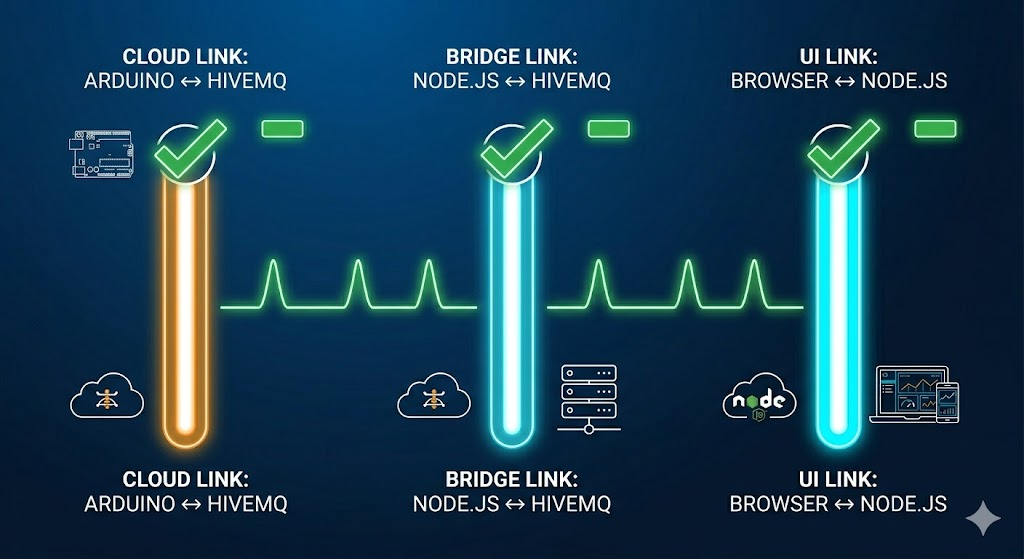 CLOUD LINK:
ARDUINO ↔ HIVEMQ
BRIDGE LINK:
NODE.JS ↔ HIVEMQ
UI LINK:
BROWSER ↔ NODE.JS
node
JS
CLOUD LINK:
ARDUINO ↔ HIVEMQ
BRIDGE LINK:
NODE.JS ↔ HIVEMQ
UI LINK:
BROWSER ↔ NODE.JS